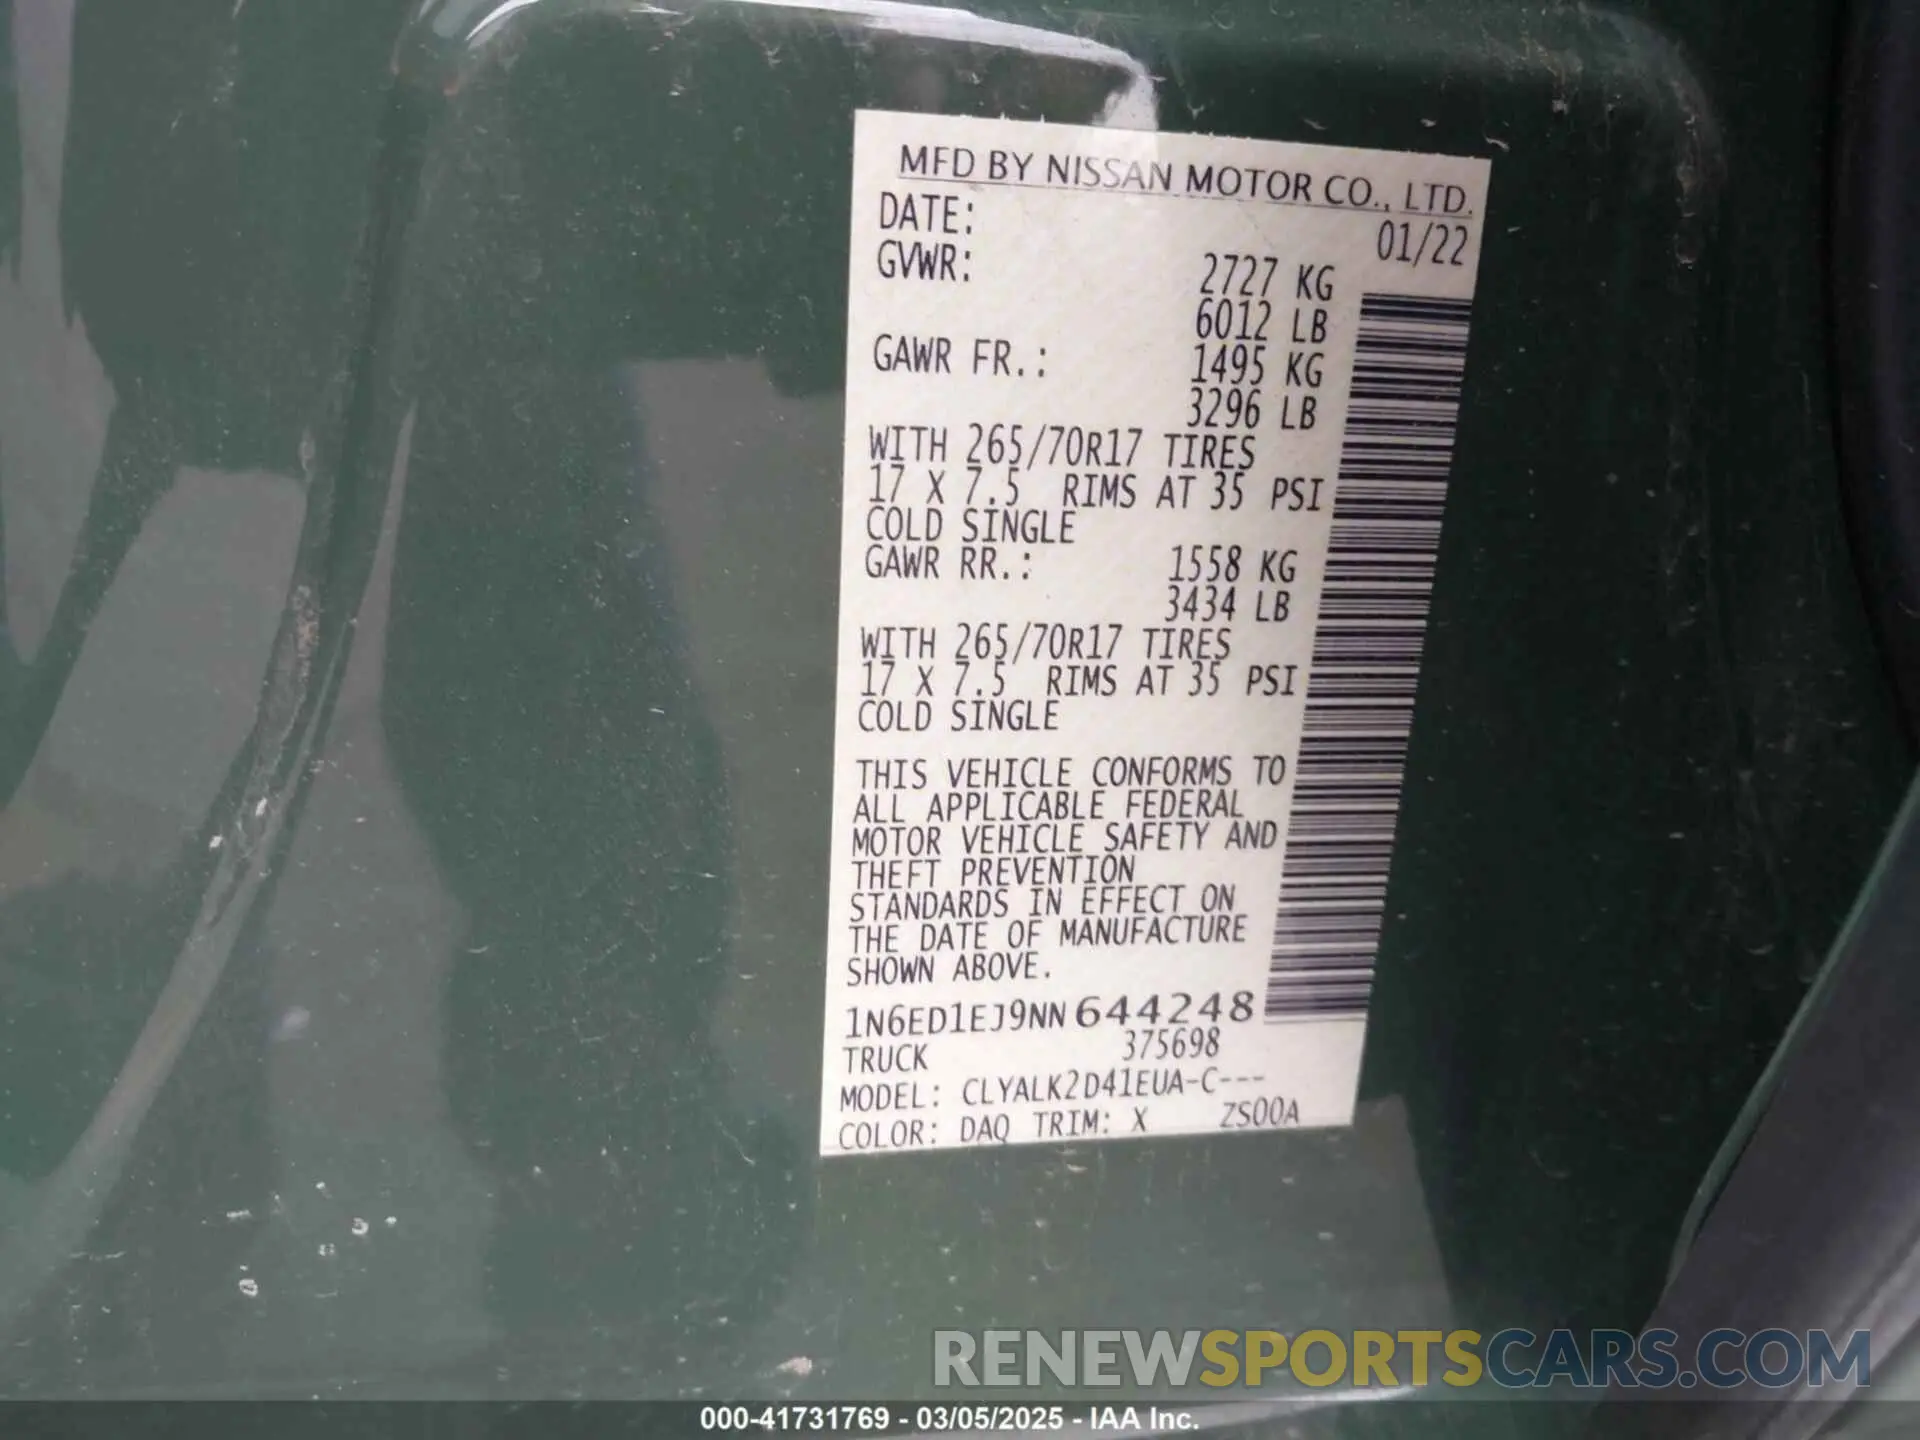 MFD BY NISSAN MOTOR CO., LTD.
DATE: 01/22
GVWR: 2727 KG
6012 LB
GAWR FR.: 1495 KG
3296 LB
WITH 265/70R17 TIRES
17 X 7.5 RIMS AT 35 PSI
COLD SINGLE
GAWR RR.: 1558 KG
3434 LB
WITH 265/70R17 TIRES
17 X 7.5 RIMS AT 35 PSI
COLD SINGLE
THIS VEHICLE CONFORMS TO
ALL APPLICABLE FEDERAL
MOTOR VEHICLE SAFETY AND
THEFT PREVENTION
STANDARDS IN EFFECT ON
THE DATE OF MANUFACTURE
SHOWN ABOVE.
1N6ED1EJ9NN644248
TRUCK 375698
MODEL: CLYALK2D41EUA-C---
COLOR: DAQ TRIM: X ZS00A
RENEWSPORTSCARS.COM
000-41731769 - 03/05/2025 - IAA Inc.